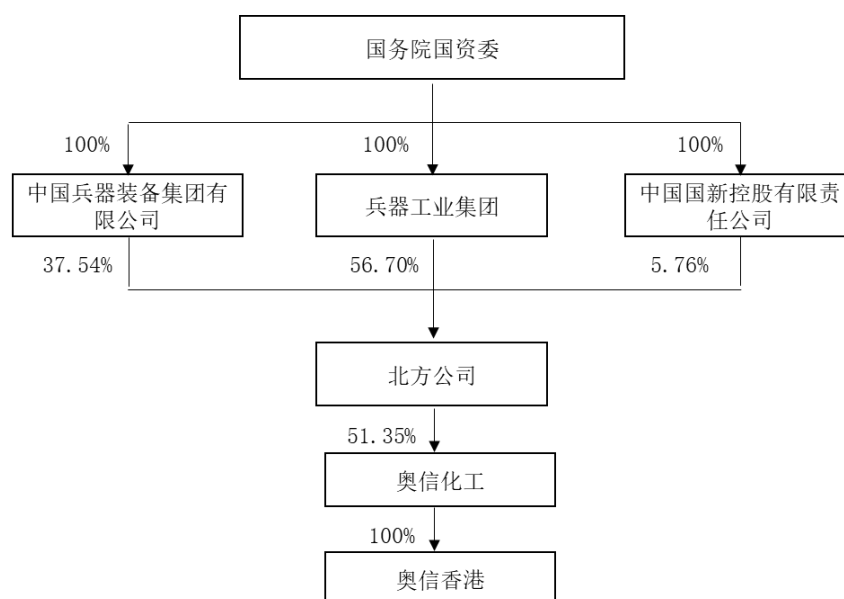 国务院国资委
100%
100%
100%
中国兵器装备集团有
限公司
兵器工业集团
中国国新控股有限责
任公司
37.54%
56.70%
5.76%
北方公司
51.35%
奥信化工
100%
奥信香港